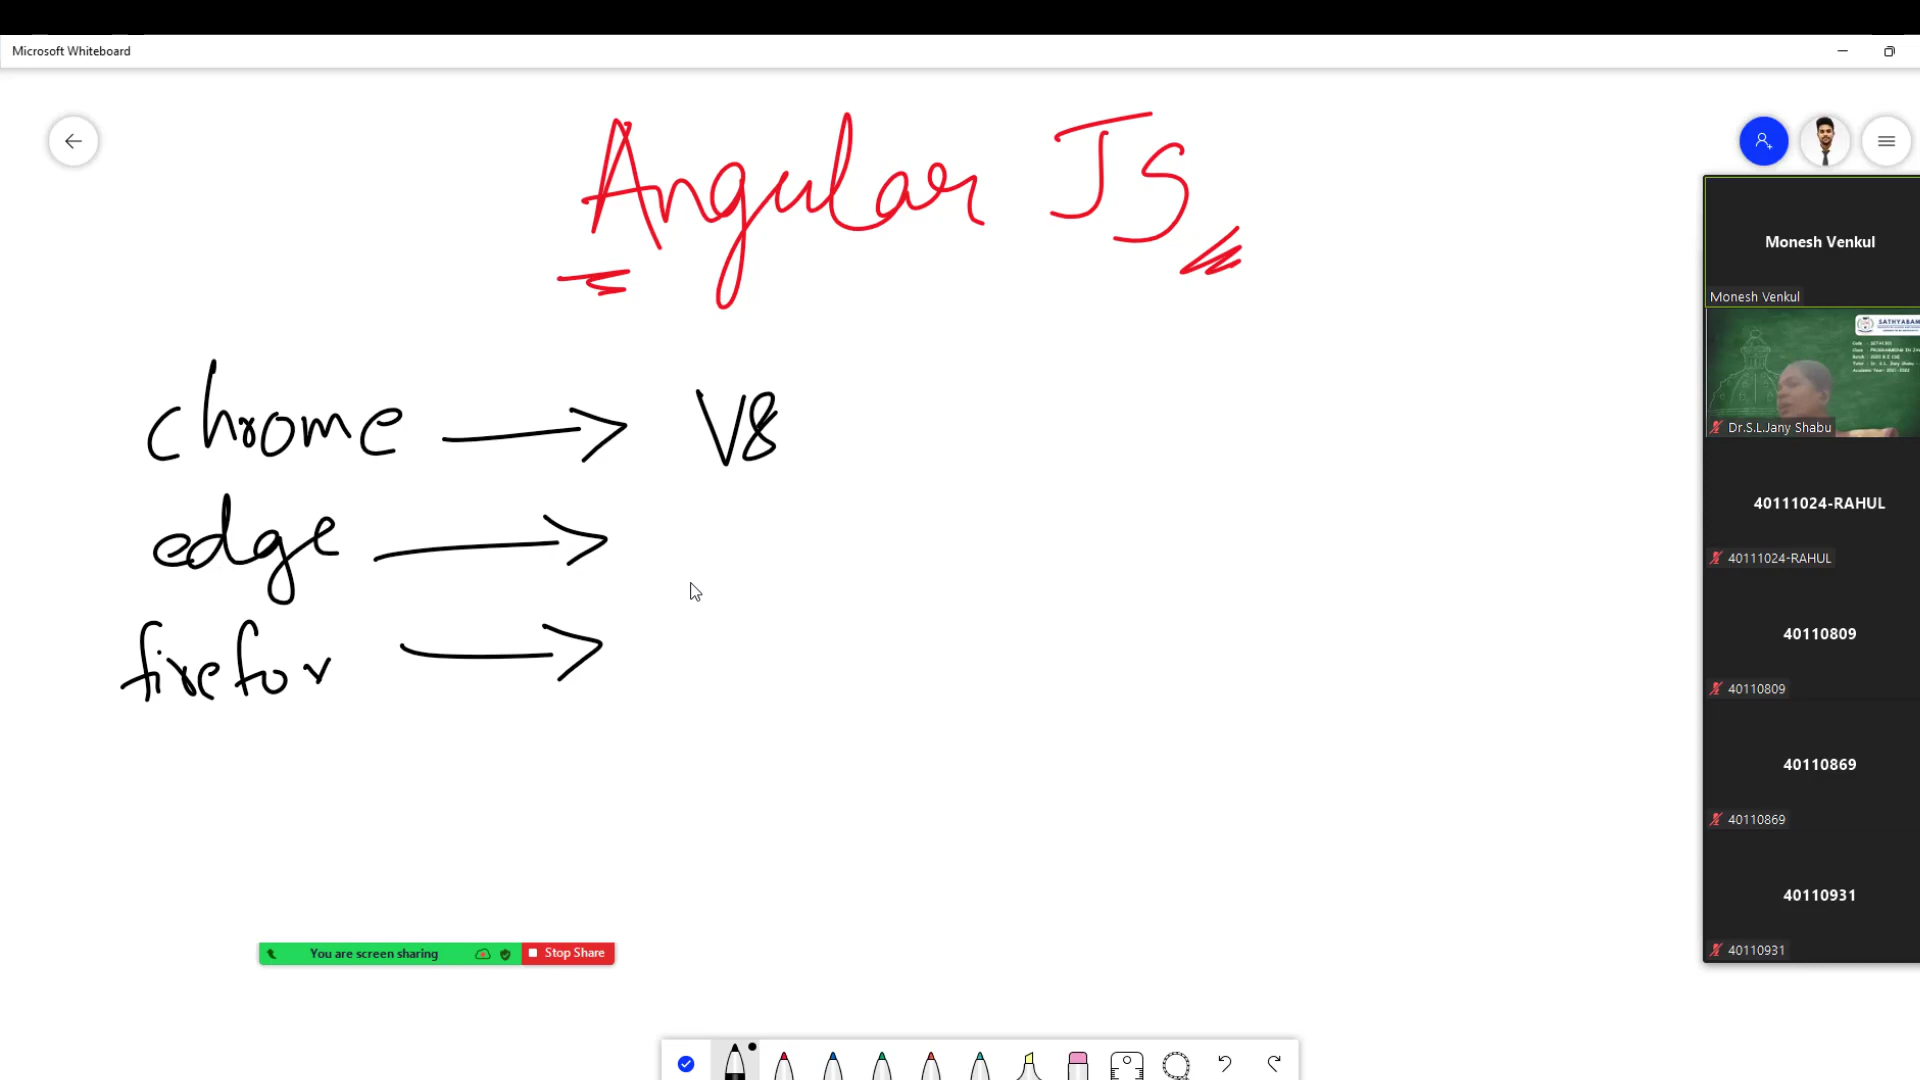 Microsoft Whiteboard
Angular JS
chrome → V8
edge →
firefox →
Monesh Venkul
Monesh Venkul
SATHYABAM
Dr.S.L.Jany Shabu
40111024-RAHUL
40111024-RAHUL
40110809
40110809
40110869
40110869
40110931
40110931
You are screen sharing
Stop Share